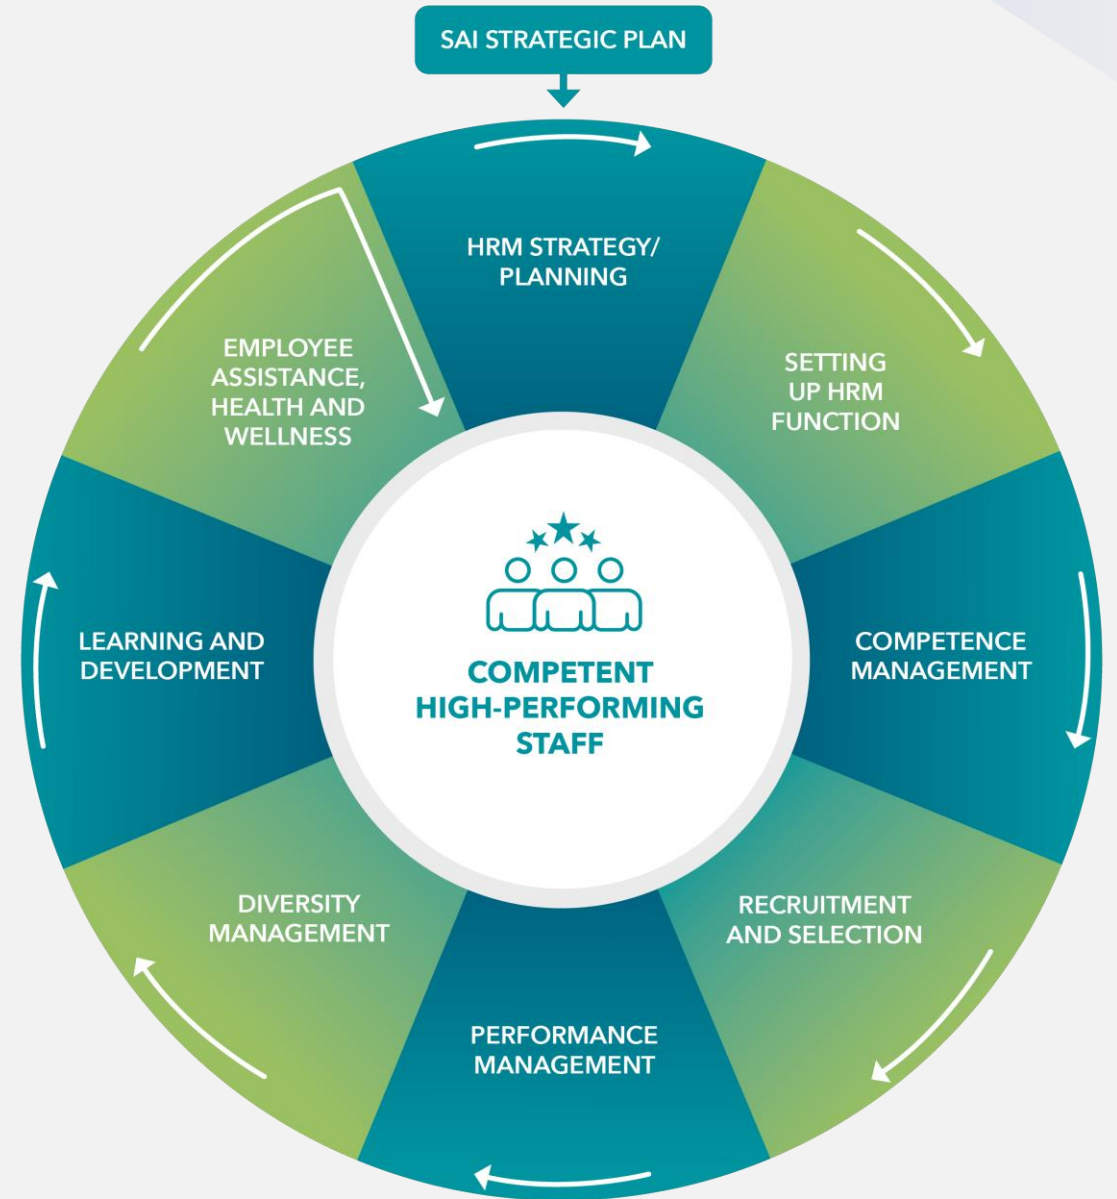 SAI STRATEGIC PLAN
HRM STRATEGY/
PLANNING
SETTING
UP HRM
FUNCTION
COMPETENCE
MANAGEMENT
RECRUITMENT
AND SELECTION
PERFORMANCE
MANAGEMENT
DIVERSITY
MANAGEMENT
LEARNING AND
DEVELOPMENT
EMPLOYEE
ASSISTANCE,
HEALTH AND
WELLNESS
COMPETENT
HIGH-PERFORMING
STAFF